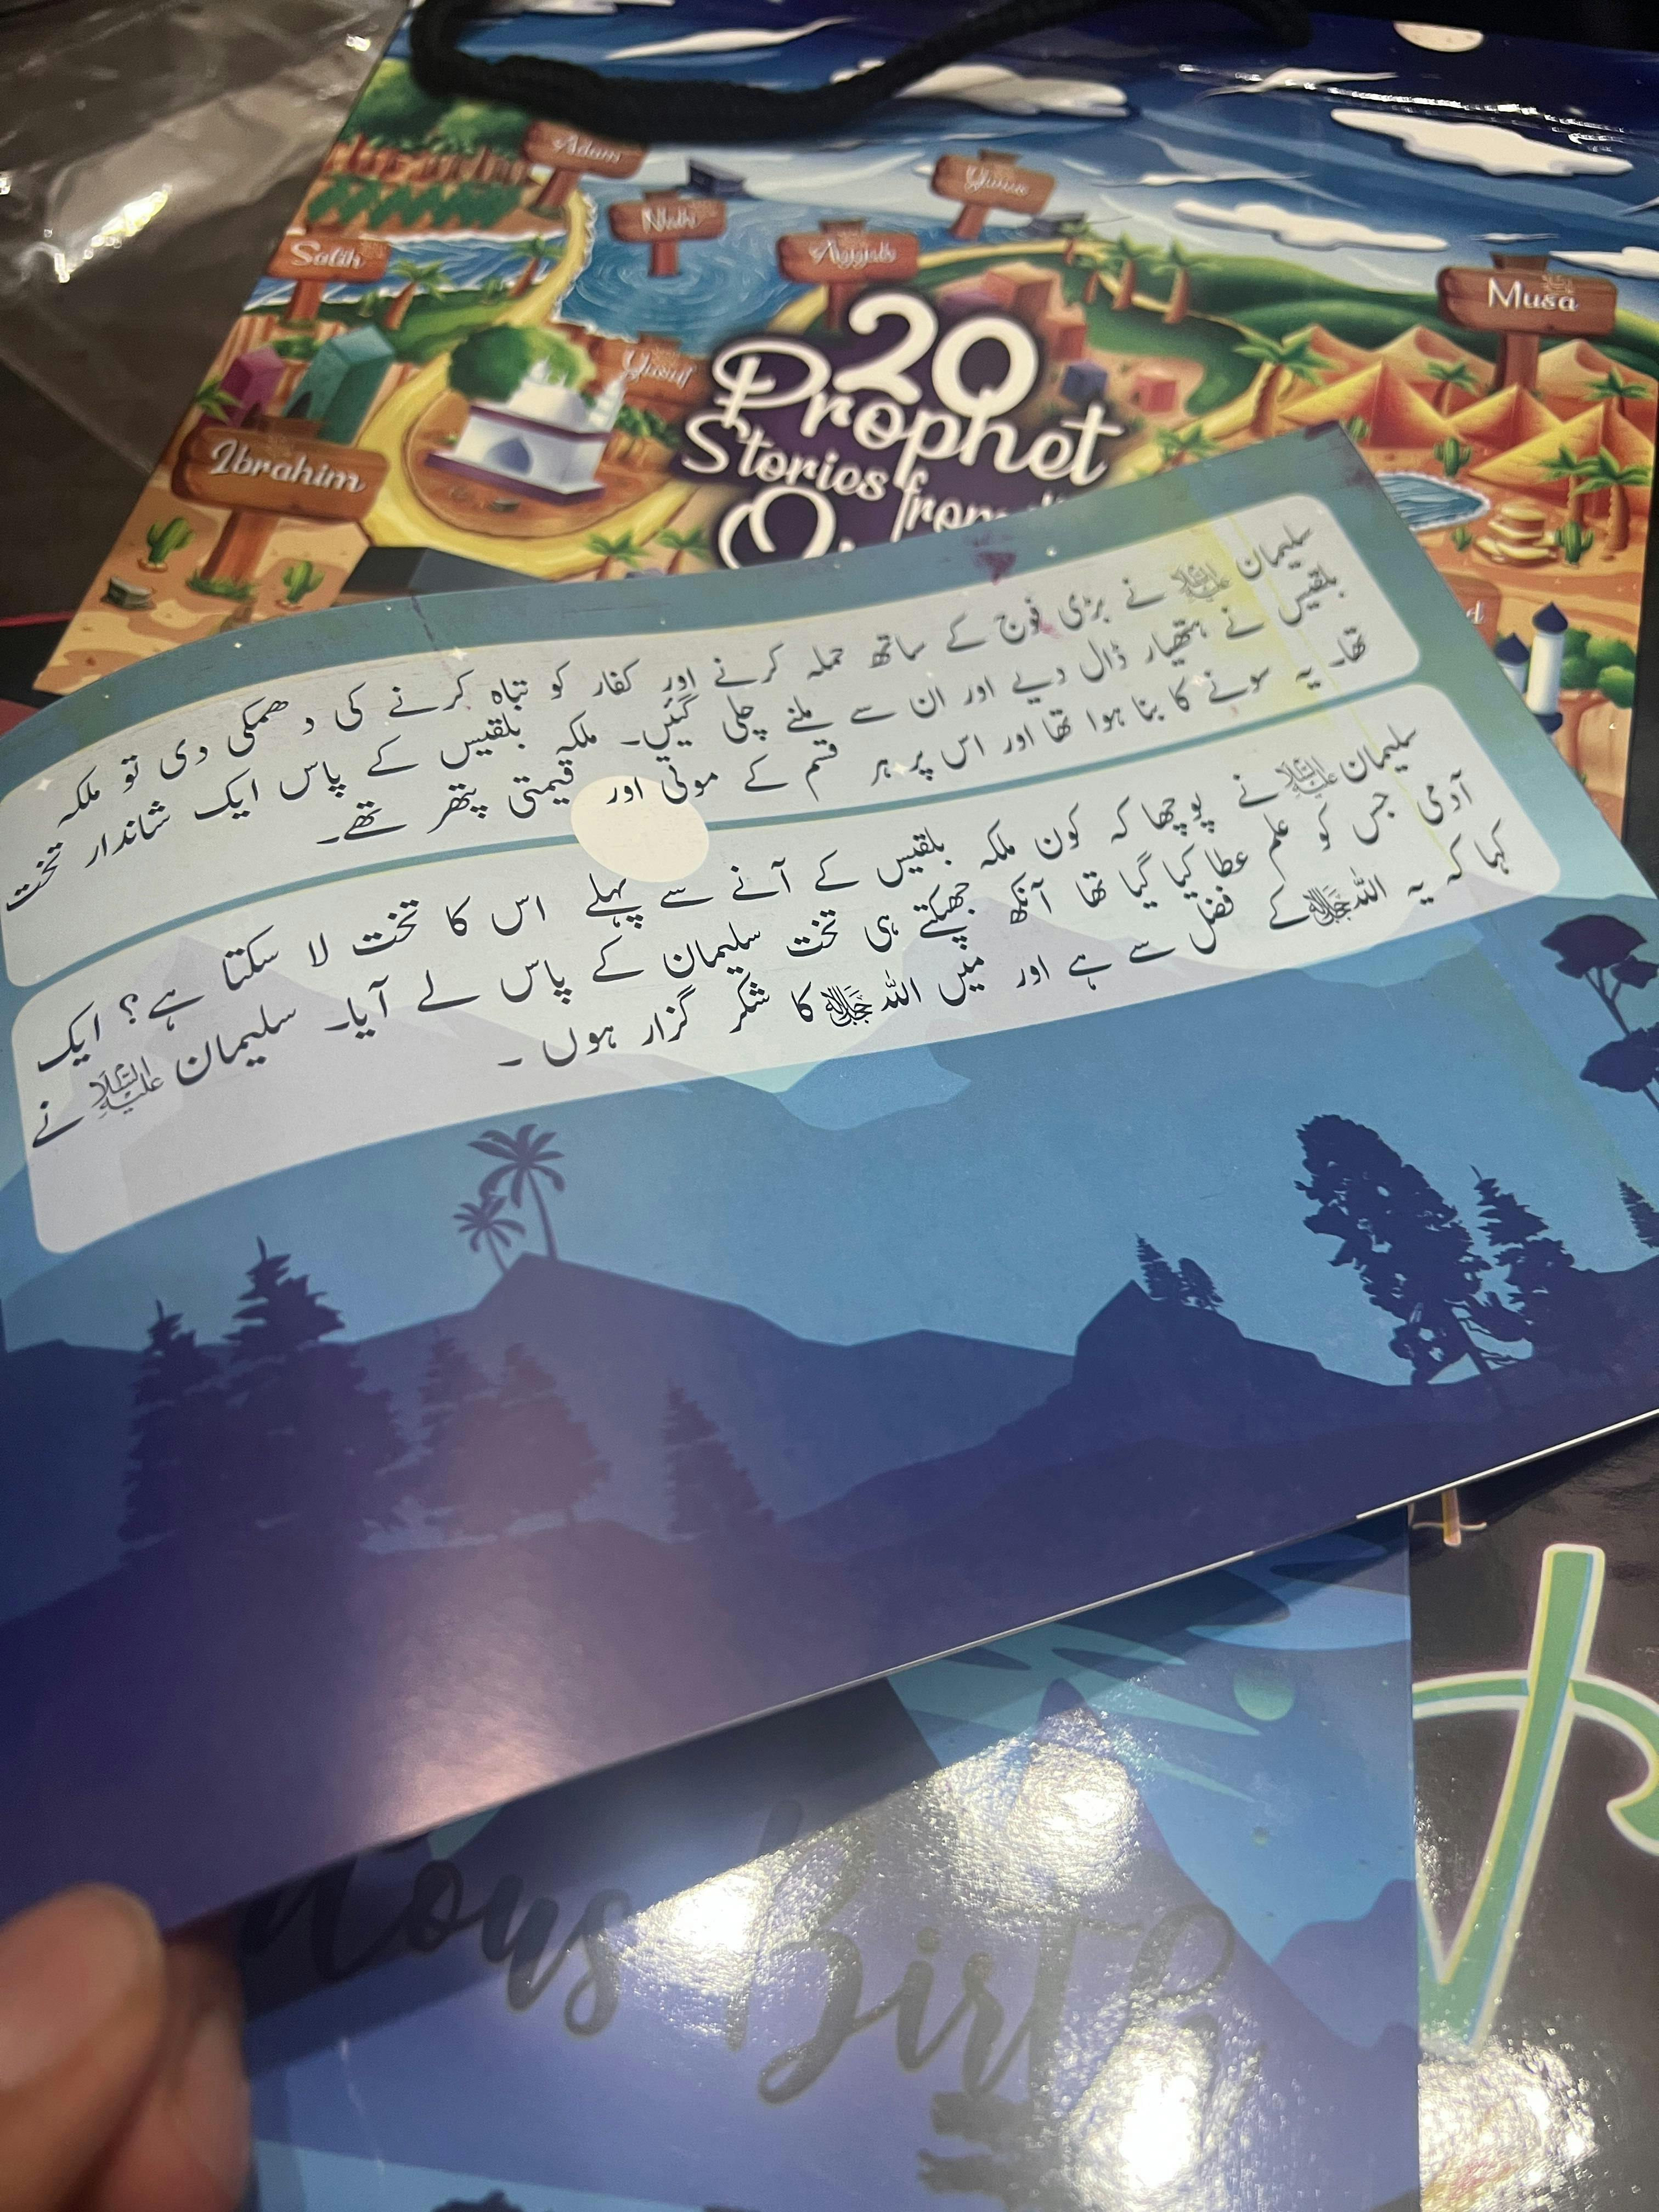 Adam
Nuh
Yunus
Ayyub
Salih
Musa
Yusuf
Ibrahim
20
Prophet
Stories from
سلیمان علیہ السلام نے بڑی فوج کے ساتھ حملہ کرنے اور کفار کو تباہ کرنے کی دھمکی دی تو ملکہ
بلقیس نے ہتھیار ڈال دیے اور ان سے ملنے چلی گئیں۔ ملکہ بلقیس کے پاس ایک شاندار تخت
تھا۔ یہ سونے کا بنا ہوا تھا اور اس پر ہر قسم کے موتی اور قیمتی پتھر تھے۔
سلیمان علیہ السلام نے پوچھا کہ کون ملکہ بلقیس کے آنے سے پہلے اس کا تخت لا سکتا ہے؟ ایک
آدمی جس کو علم عطا کیا گیا تھا آنکھ جھپکتے ہی تخت سلیمان کے پاس لے آیا۔ سلیمان علیہ السلام نے
کہا کہ یہ اللہ جل جلالہ کے فضل سے ہے اور میں اللہ جل جلالہ کا شکر گزار ہوں ۔
Birth